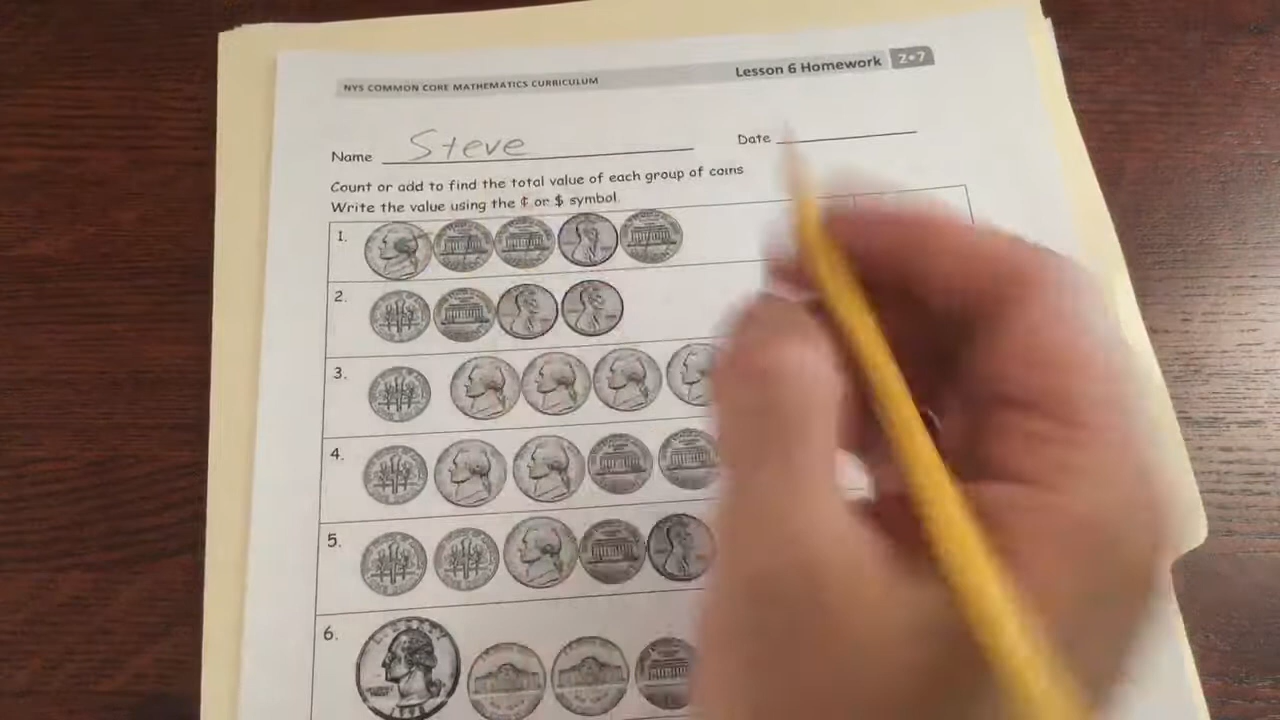 NYS COMMON CORE MATHEMATICS CURRICULUM Lesson 6 Homework 2•7
Name Steve Date
Count or add to find the total value of each group of coins
Write the value using the ¢ or $ symbol
1.
2.
3.
4.
5.
6.
LIBERTY